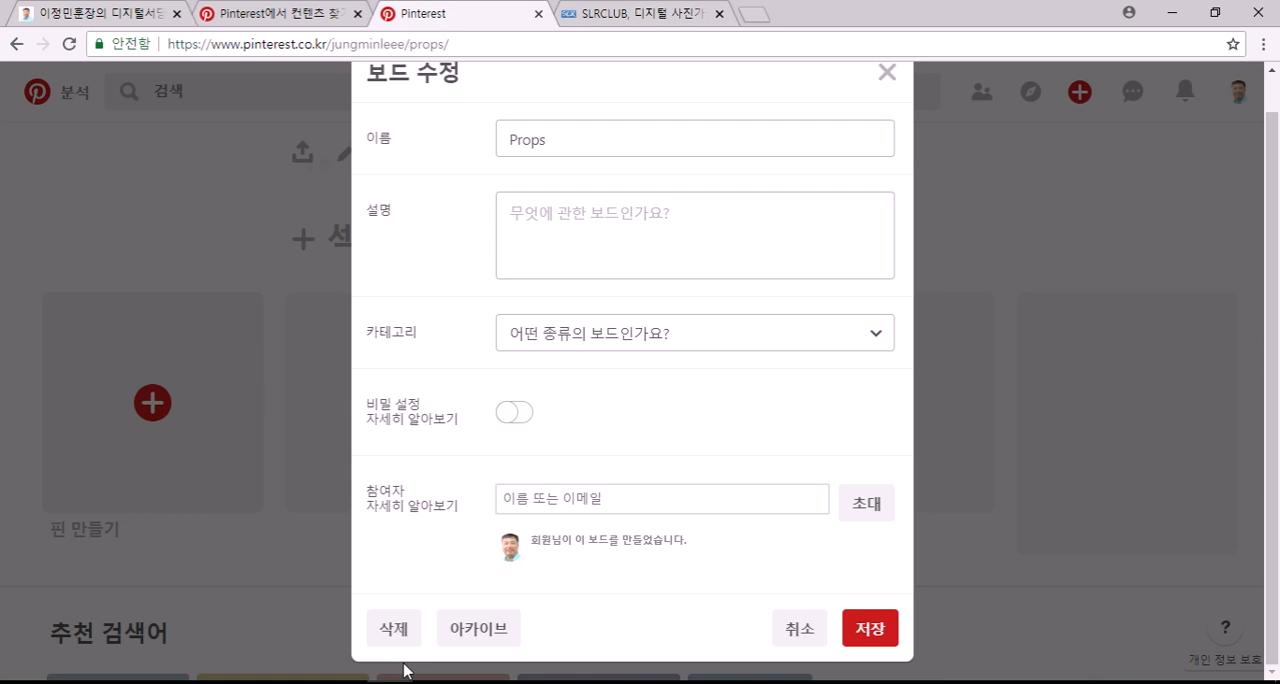 이정민훈장의 디지털서당
Pinterest에서 컨텐츠 찾기
Pinterest
SLRCLUB, 디지털 사진가
안전함
https://www.pinterest.co.kr/jungminleee/props/
분석
검색
보드 수정
이름
Props
설명
무엇에 관한 보드인가요?
카테고리
어떤 종류의 보드인가요?
비밀 설정
자세히 알아보기
참여자
자세히 알아보기
이름 또는 이메일
초대
회원님이 이 보드를 만들었습니다.
핀 만들기
삭제
아카이브
취소
저장
추천 검색어
?
개인 정보 보호